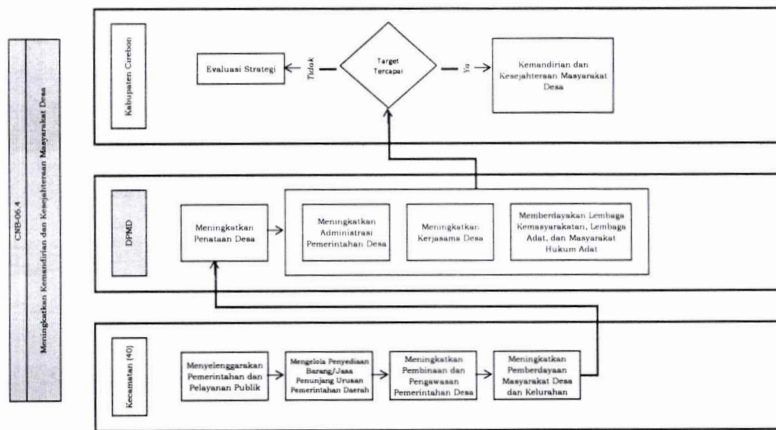 CNB-06.4
Meningkatkan Kemandirian dan Kesejahteraan Masyarakat Desa
Kabupaten Cirebon
Evaluasi Strategi
Tidak
Target
Tercapai
Ya
Kemandirian dan
Kesejahteraan Masyarakat
Desa
DPMD
Meningkatkan
Penataan Desa
Meningkatkan
Administrasi
Pemerintahan Desa
Meningkatkan
Kerjasama Desa
Memberdayakan Lembaga
Kemasyarakatan, Lembaga
Adat, dan Masyarakat
Hukum Adat
Kecamatan (40)
Menyelenggarakan
Pemerintahan dan
Pelayanan Publik
Mengelola Penyediaan
Barang/Jasa
Penunjang Urusan
Pemerintahan Daerah
Meningkatkan
Pembinaan dan
Pengawasan
Pemerintahan Desa
Meningkatkan
Pemberdayaan
Masyarakat Desa
dan Kelurahan